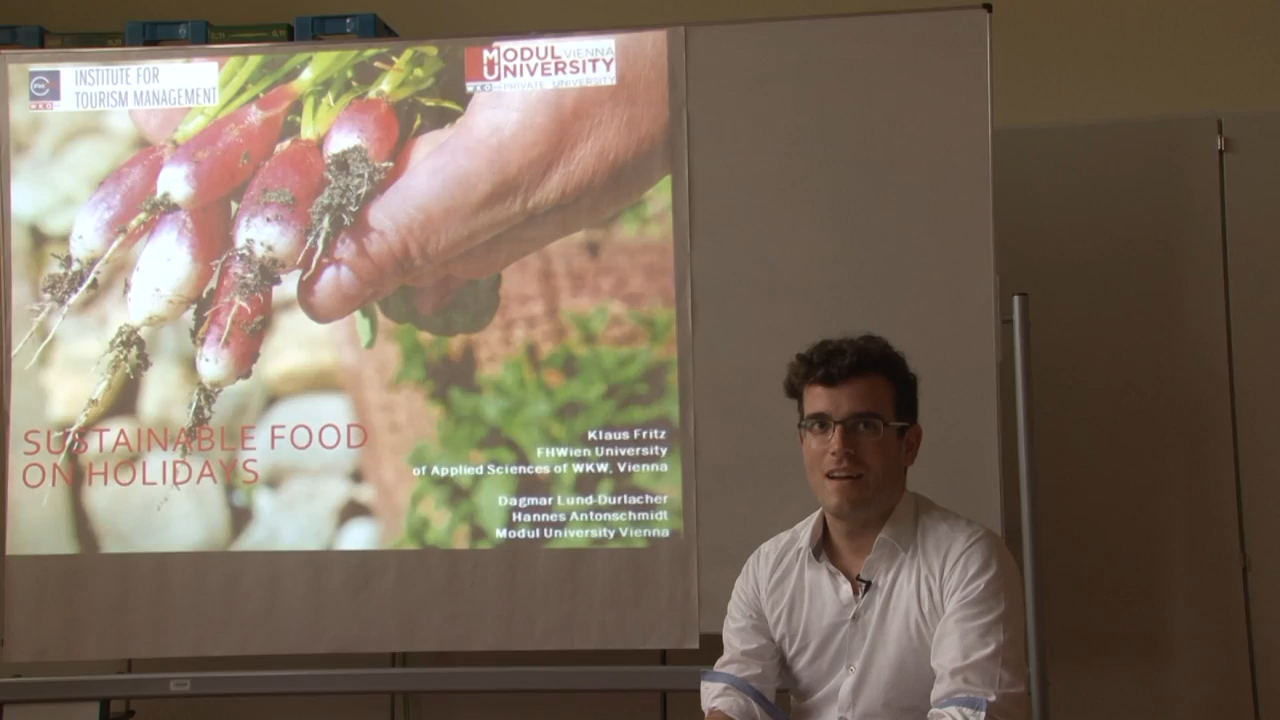 INSTITUTE FOR
TOURISM MANAGEMENT
WKO
MODUL VIENNA
UNIVERSITY
PRIVATE UNIVERSITY
SUSTAINABLE FOOD
ON HOLIDAYS
Klaus Fritz
FHWien University
of Applied Sciences of WKW, Vienna
Dagmar Lund-Durlacher
Hannes Antonschmidt
Modul University Vienna